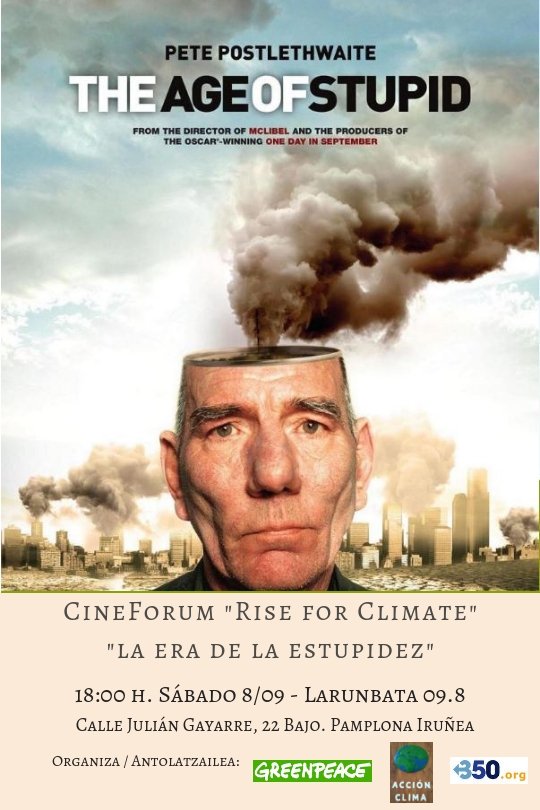 PETE POSTLETHWAITE
THE AGE OF STUPID
FROM THE DIRECTOR OF MCLIBEL AND THE PRODUCERS OF
THE OSCAR®-WINNING ONE DAY IN SEPTEMBER
CineForum "Rise for Climate"
"la era de la estupidez"
18:00 h. Sábado 8/09 - Larunbata 09.8
Calle Julián Gayarre, 22 Bajo. Pamplona Iruñea
Organiza / Antolatzailea:
GREENPEACE
ACCIÓN
CLIMA
350.org